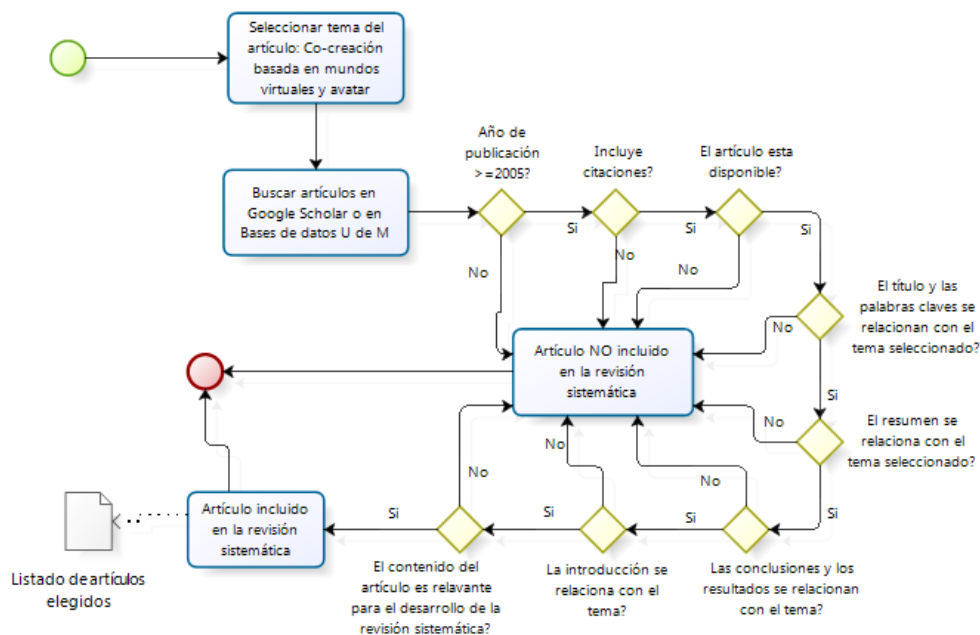 Seleccionar tema del
artículo: Co-creación
basada en mundos
virtuales y avatar
Buscar artículos en
Google Scholar o en
Bases de datos U de M
Año de
publicación
>=2005?
Si
No
Incluye
citaciones?
Si
No
El artículo esta
disponible?
Si
No
El título y las
palabras claves se
relacionan con el
tema seleccionado?
No
Si
El resumen se
relaciona con el
tema seleccionado?
No
Si
Artículo NO incluido
en la revisión
sistemática
Las conclusiones y los
resultados se relacionan
con el tema?
No
Si
La introducción se
relaciona con el
tema?
No
Si
El contenido del
artículo es relavante
para el desarrollo de la
revisión sistemática?
No
Si
Artículo incluido
en la revisión
sistemática
Listado de artículos
elegidos